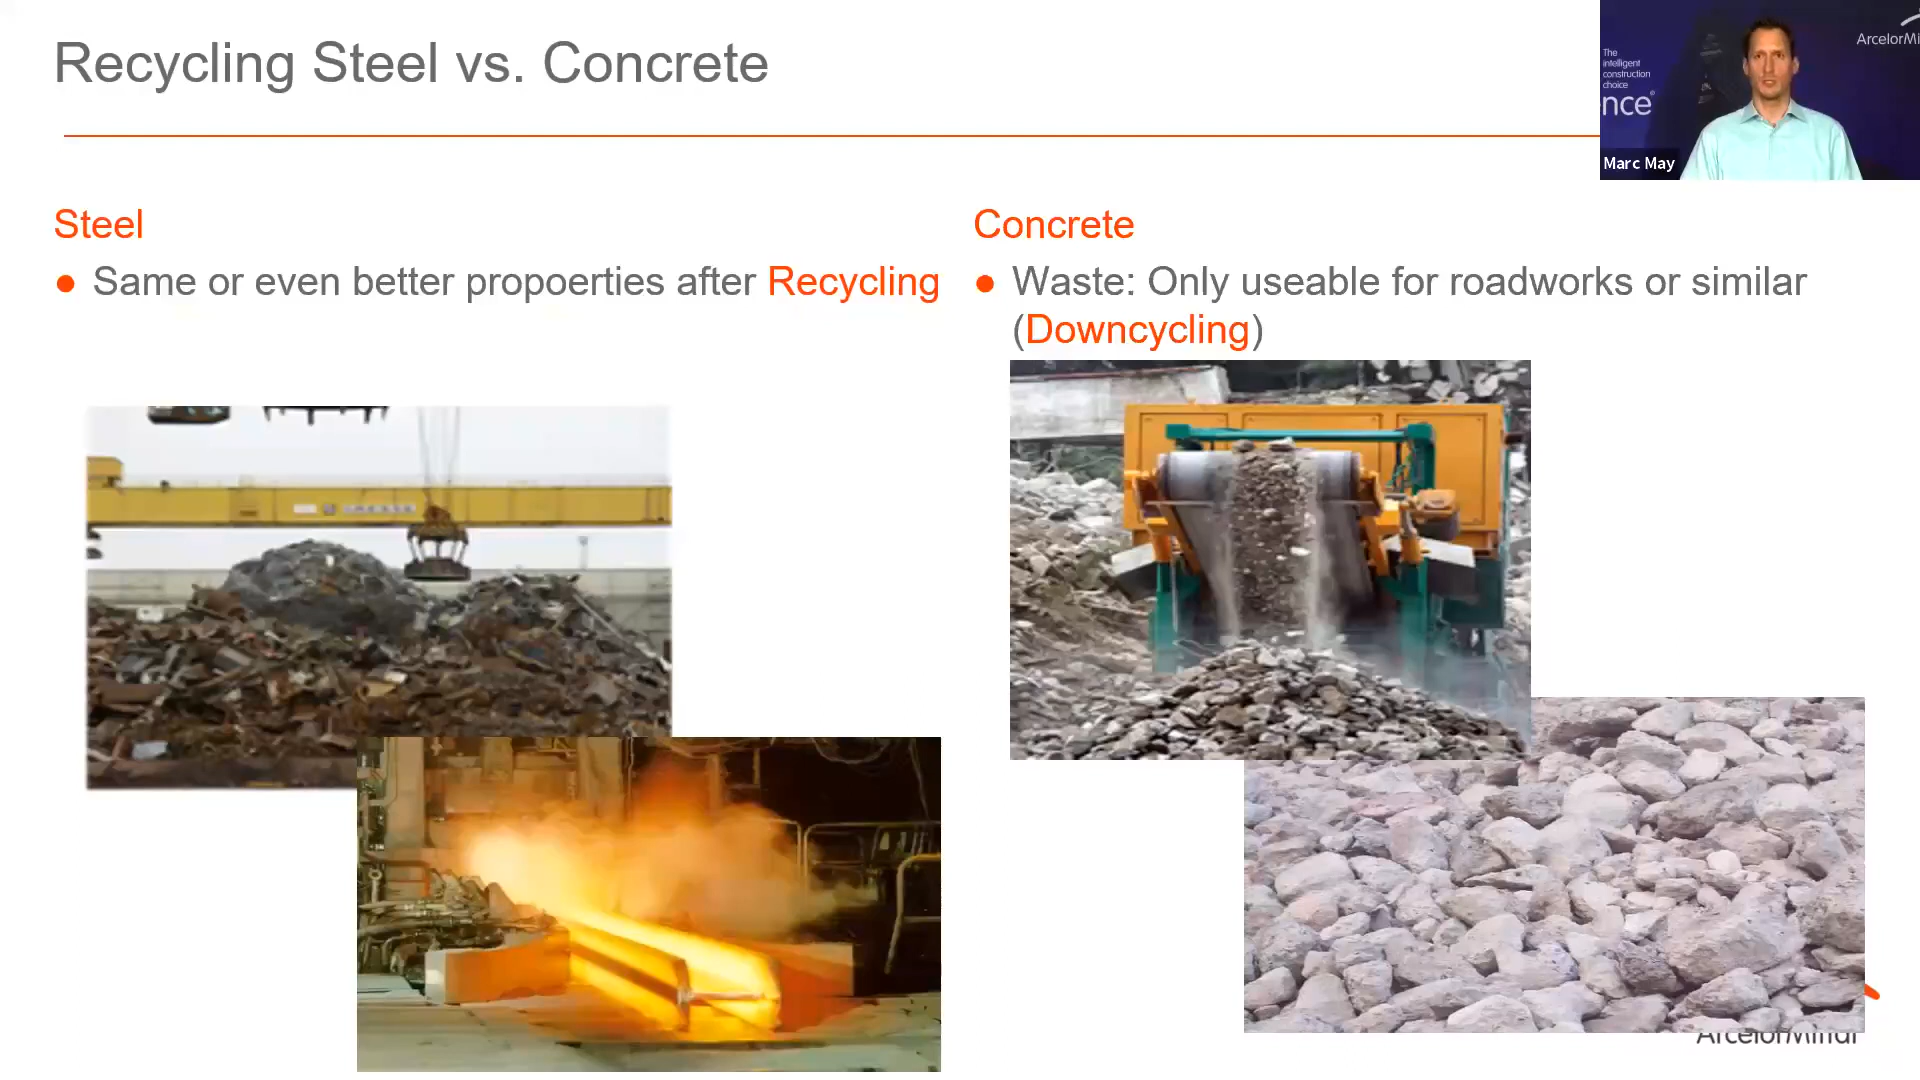 Recycling Steel vs. Concrete
The
intelligent
construction
choice
nce®
ArcelorMi
Marc May
Steel
● Same or even better propoerties after Recycling
Concrete
● Waste: Only useable for roadworks or similar
(Downcycling)
ArcelorMittal